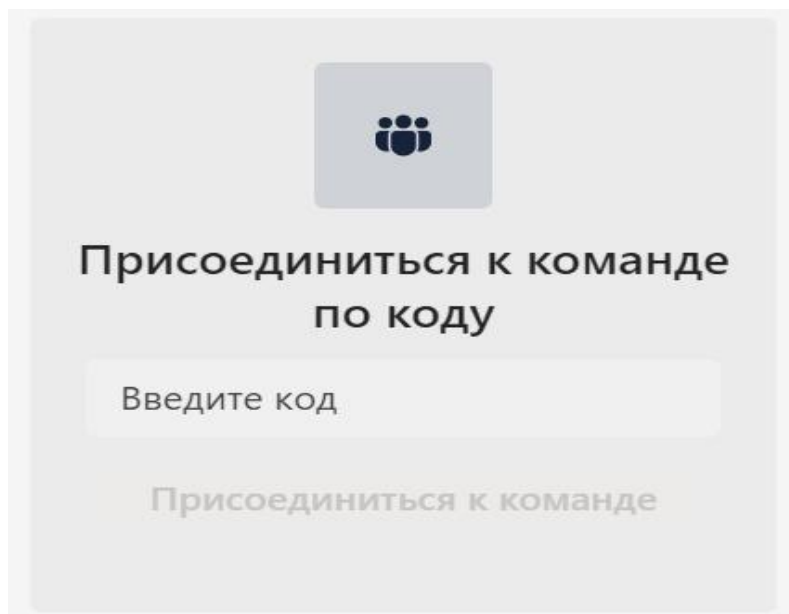 Присоединиться к команде
по коду
Введите код
Присоединиться к команде